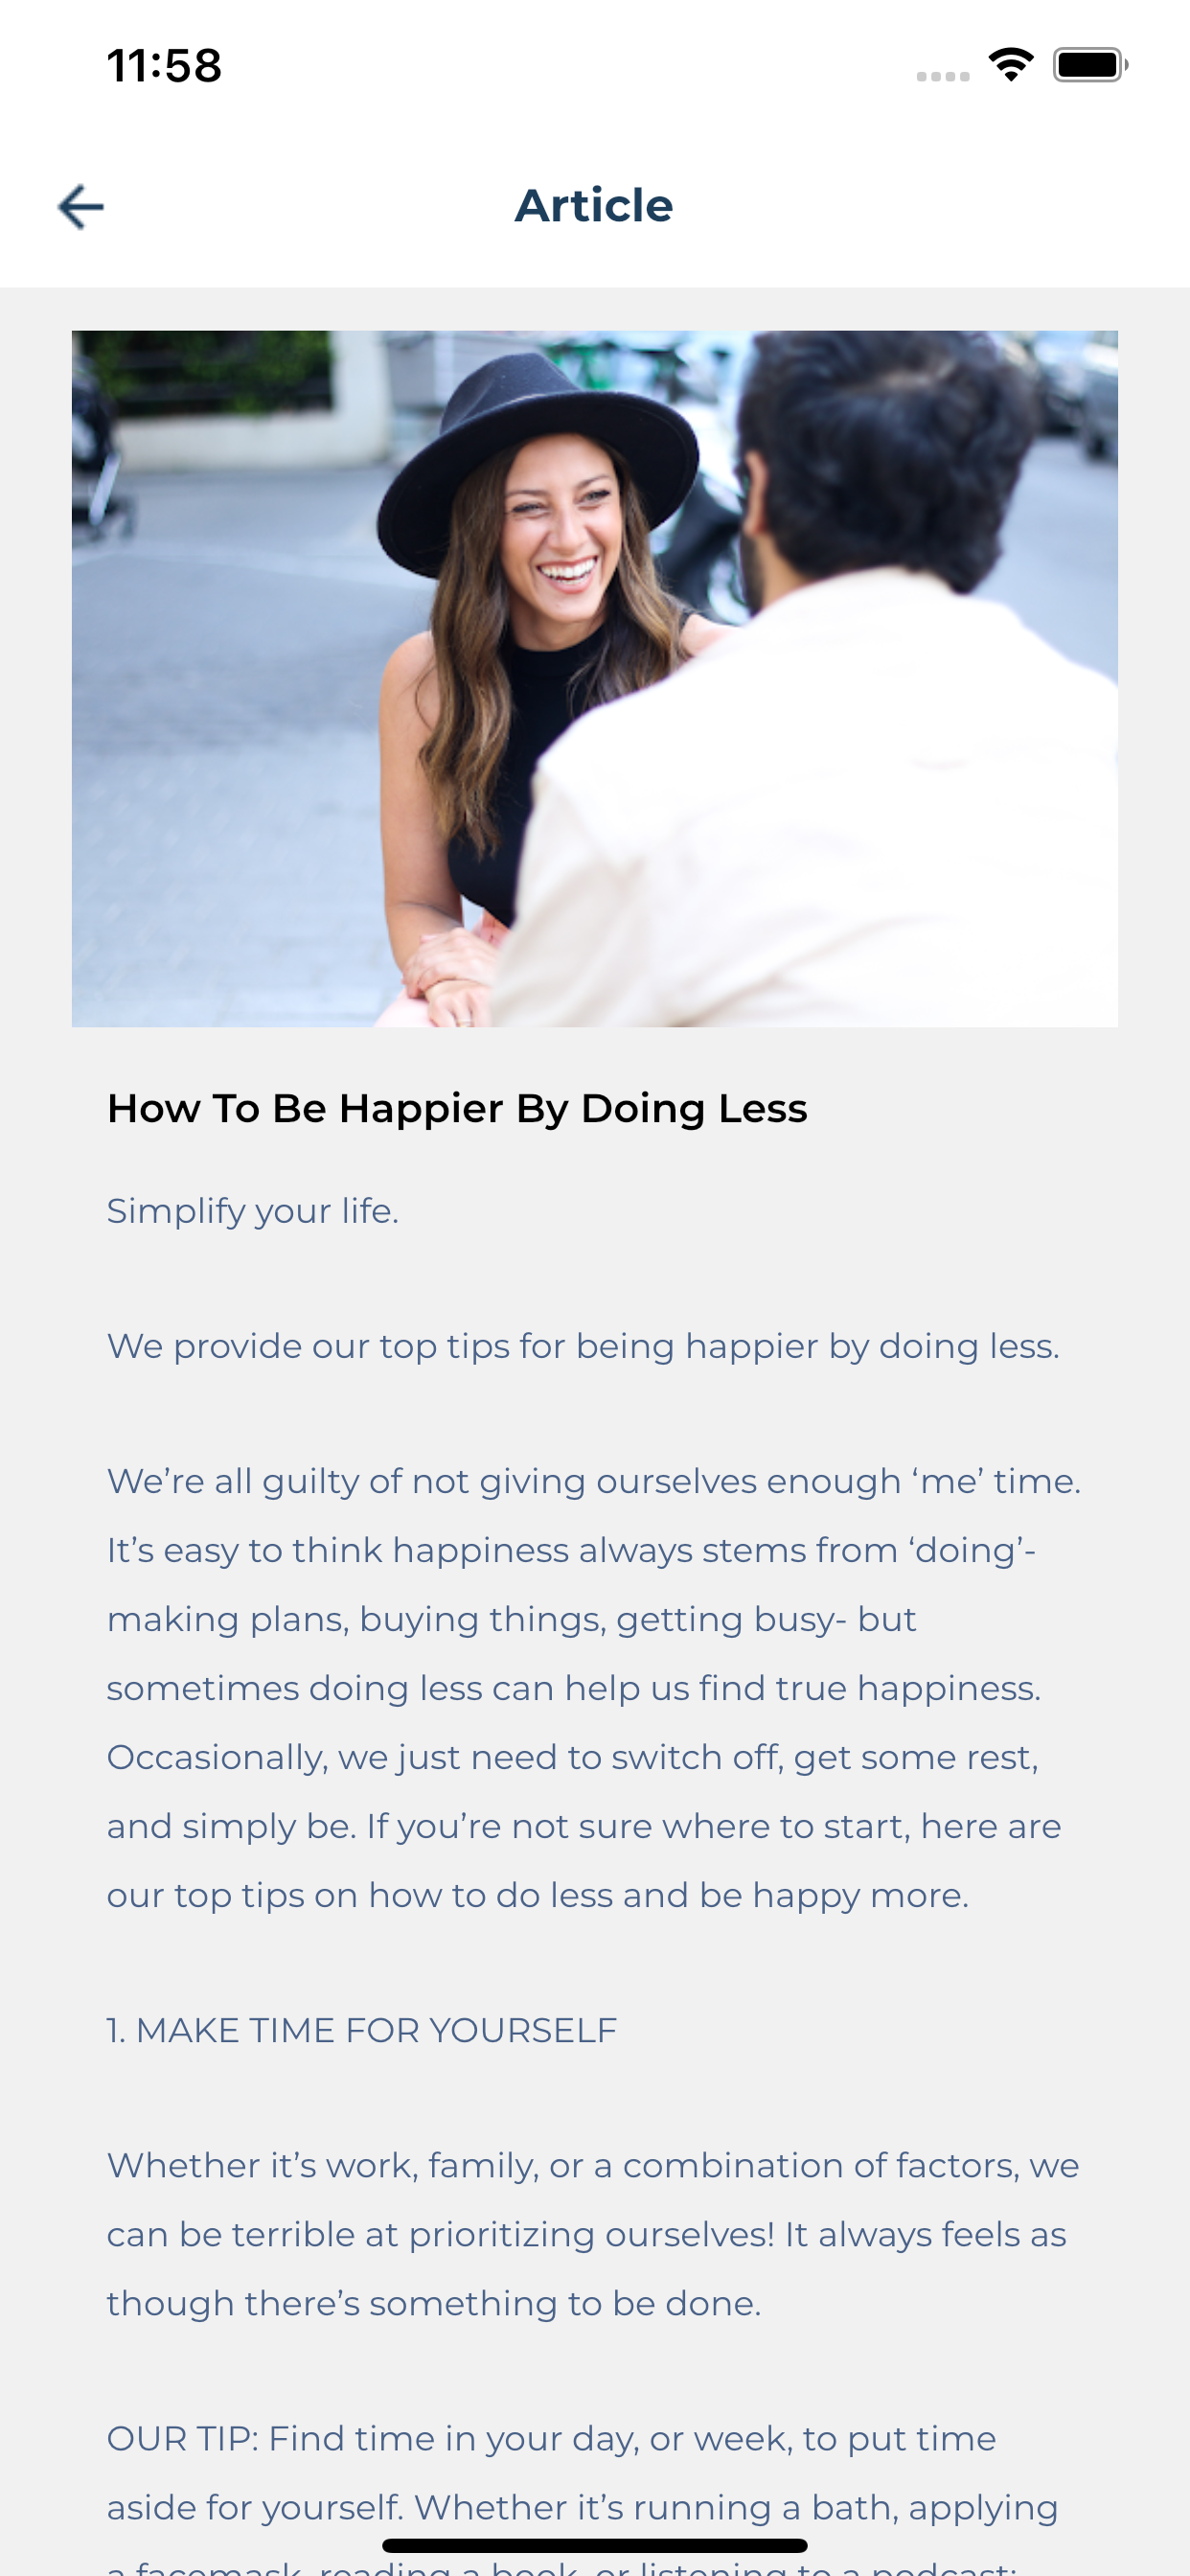 11:58
Article
How To Be Happier By Doing Less
Simplify your life.
We provide our top tips for being happier by doing less.
We’re all guilty of not giving ourselves enough ‘me’ time.
It’s easy to think happiness always stems from ‘doing’-
making plans, buying things, getting busy- but
sometimes doing less can help us find true happiness.
Occasionally, we just need to switch off, get some rest,
and simply be. If you’re not sure where to start, here are
our top tips on how to do less and be happy more.
1. MAKE TIME FOR YOURSELF
Whether it’s work, family, or a combination of factors, we
can be terrible at prioritizing ourselves! It always feels as
though there’s something to be done.
OUR TIP: Find time in your day, or week, to put time
aside for yourself. Whether it’s running a bath, applying
a facemask, reading a book, or listening to a podcast;